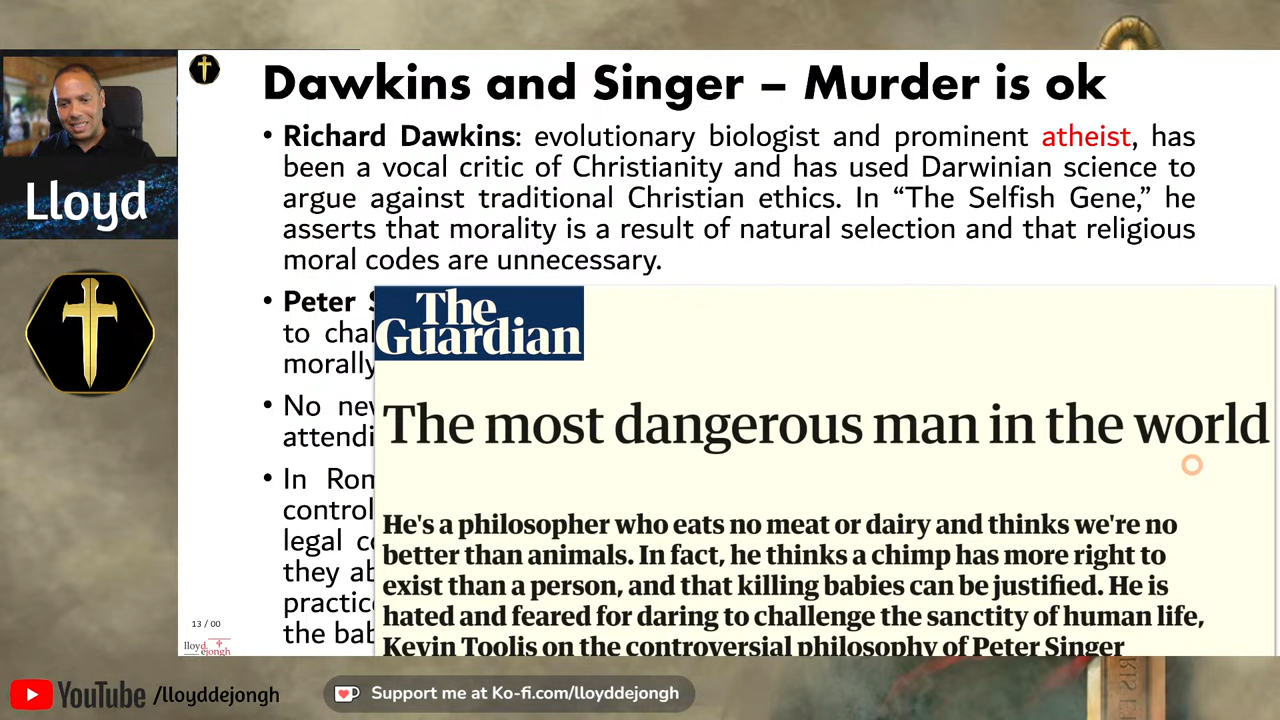 Dawkins and Singer – Murder is ok
• Richard Dawkins: evolutionary biologist and prominent atheist, has
been a vocal critic of Christianity and has used Darwinian science to
argue against traditional Christian ethics. In “The Selfish Gene,” he
asserts that morality is a result of natural selection and that religious
moral codes are unnecessary.
• Peter
to
morally
• No
• In
control
legal
they
practice
the
The
Guardian
The most dangerous man in the world
He's a philosopher who eats no meat or dairy and thinks we're no
better than animals. In fact, he thinks a chimp has more right to
exist than a person, and that killing babies can be justified. He is
hated and feared for daring to challenge the sanctity of human life,
Kevin Toolis on the controversial philosophy of Peter Singer
Lloyd
13 / 00
lloyd
ejongh
YouTube /lloyddejongh
Support me at Ko-fi.com/lloyddejongh